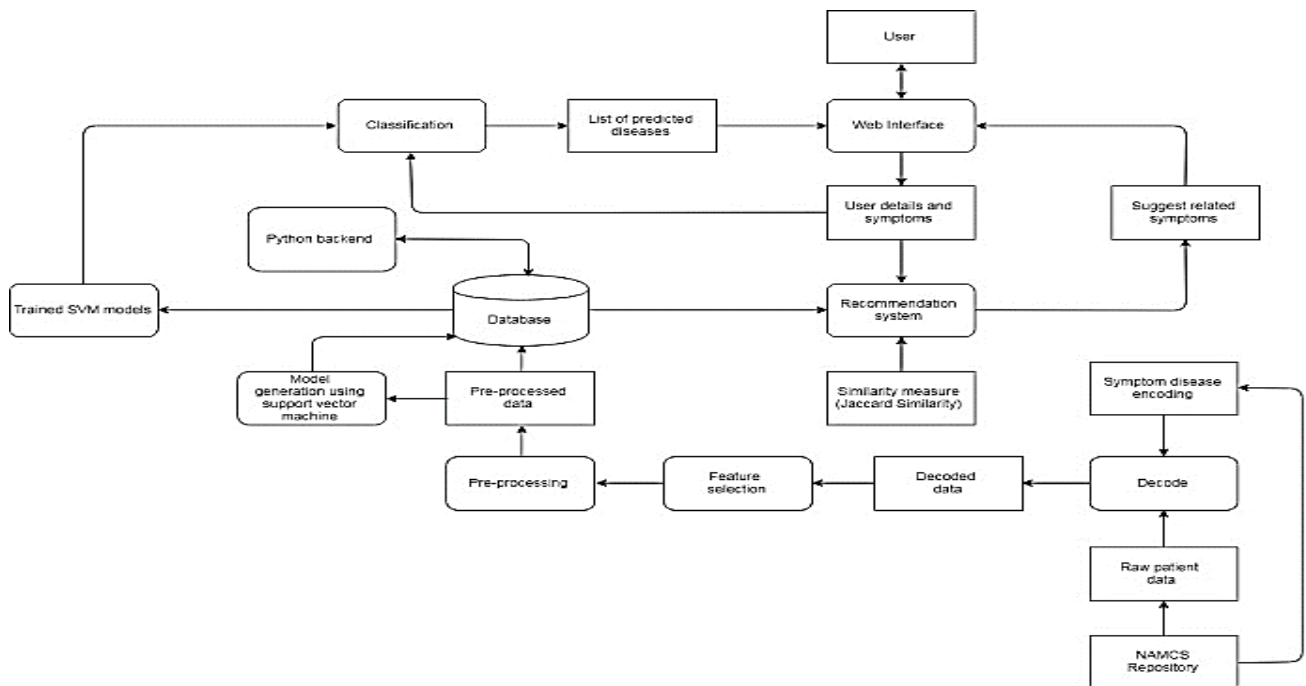 User
Classification
List of predicted
diseases
Web Interface
User details and
symptoms
Suggest related
symptoms
Python backend
Trained SVM models
Database
Recommendation
system
Model
generation using
support vector
machine
Pre-processed
data
Similarity measure
(Jaccard Similarity)
Symptom disease
encoding
Pre-processing
Feature
selection
Decoded
data
Decode
Raw patient
data
NAMCS
Repository